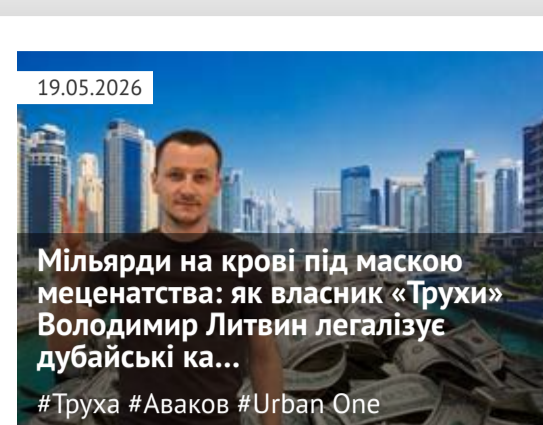 19.05.2026
Мільярди на крові під маскою
меценатства: як власник «Трухи»
Володимир Литвин легалізує
дубайські ка...
#Труха #Аваков #Urban One